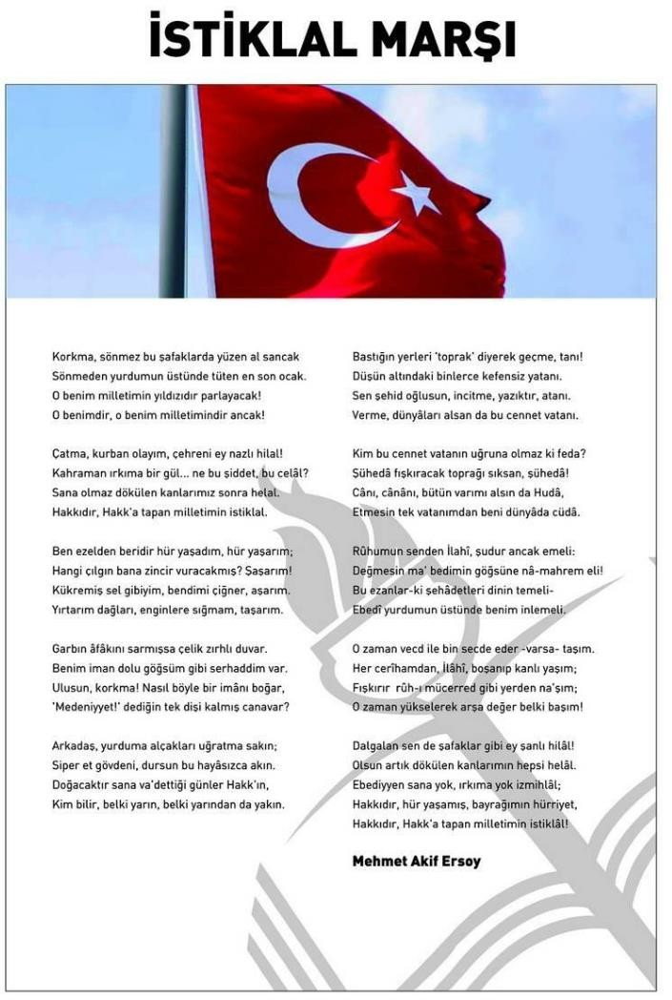 İSTİKLAL MARŞI
Korkma, sönmez bu şafaklarda yüzen al sancak
Sönmeden yurdumun üstünde tüten en son ocak.
O benim milletimin yıldızıdır parlayacak!
O benimdir, o benim milletimindir ancak!
Çatma, kurban olayım, çehreni ey nazlı hilal!
Kahraman ırkıma bir gül... ne bu şiddet, bu celâl?
Sana olmaz dökülen kanlarımız sonra helal.
Hakkıdır, Hakk'a tapan milletimin istiklal.
Ben ezelden beridir hür yaşadım, hür yaşarım;
Hangi çılgın bana zincir vuracakmış? Şaşarım!
Kükremiş sel gibiyim, bendimi çiğner, aşarım.
Yırtarım dağları, enginlere sığmam, taşarım.
Garbın âfâkını sarmışsa çelik zırhlı duvar.
Benim iman dolu göğsüm gibi serhaddim var.
Ulusun, korkma! Nasıl böyle bir imânı boğar,
'Medeniyyet!' dediğin tek dişi kalmış canavar?
Arkadaş, yurduma alçakları uğratma sakın;
Siper et gövdeni, dursun bu hayâsızca akın.
Doğacaktır sana va'dettiği günler Hakk'ın,
Kim bilir, belki yarın, belki yarından da yakın.
Bastığın yerleri 'toprak' diyerek geçme, tanı!
Düşün altındaki binlerce kefensiz yatanı.
Sen şehid oğlusun, incitme, yazıktır, atanı.
Verme, dünyâları alsan da bu cennet vatanı.
Kim bu cennet vatanın uğruna olmaz ki feda?
Şühedâ fışkıracak toprağı sıksan, şühedâ!
Cânı, cânânı, bütün varımı alsın da Hudâ,
Etmesin tek vatanımdan beni dünyâda cüdâ.
Rûhumun senden İlahî, şudur ancak emeli:
Değmesin ma' bedimin göğsüne nâ-mahrem eli!
Bu ezanlar-ki şehâdetleri dinin temeli-
Ebedî yurdumun üstünde benim inlemeli.
O zaman vecd ile bin secde eder -varsa- taşım.
Her cerîhamdan, İlâhî, boşanıp kanlı yaşım;
Fışkırır rûh-ı mücerred gibi yerden na'şım;
O zaman yükselerek arşa değer belki başım!
Dalgalan sen de şafaklar gibi ey şanlı hilâl!
Olsun artık dökülen kanlarımın hepsi helâl.
Ebediyyen sana yok, ırkıma yok izmihlâl;
Hakkıdır, hür yaşamış, bayrağımın hürriyet,
Hakkıdır, Hakk'a tapan milletimin istiklâl!
Mehmet Akif Ersoy